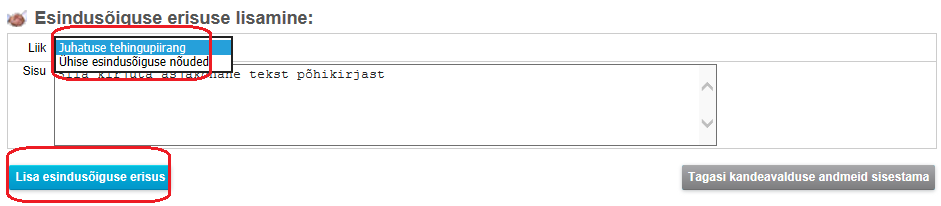 Esindusõiguse erisuse lisamine:
Liik
Juhatuse tehingupiirang
Ühise esindusõiguse nõuded
Sisu
Siia kirjuta asjakohane tekst põhikirjast
Lisa esindusõiguse erisus
Tagasi kandeavalduse andmeid sisestama